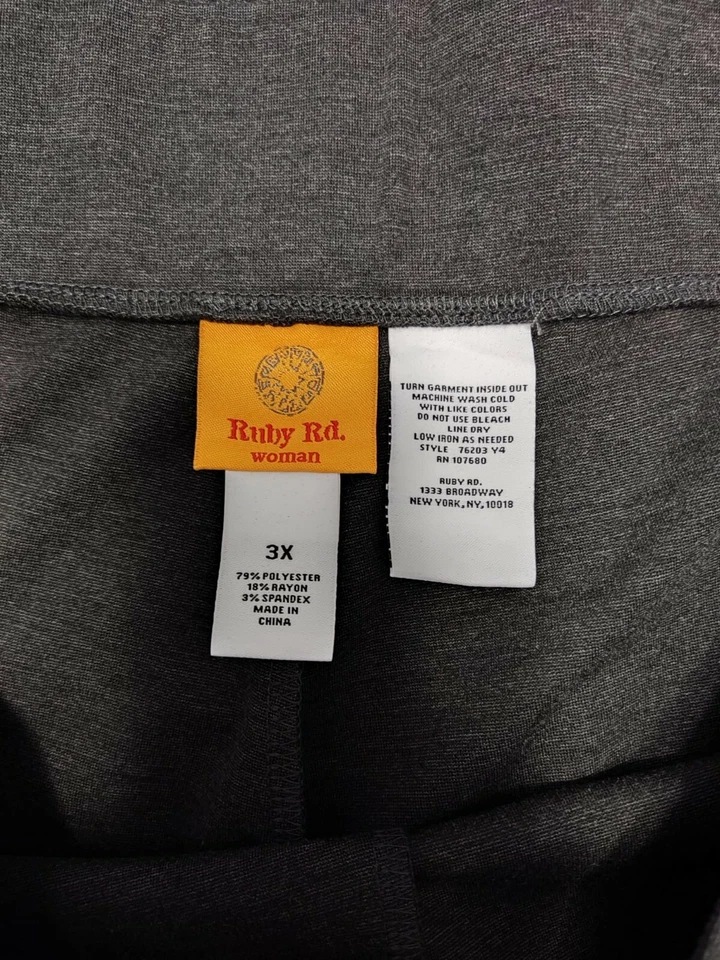 Ruby Rd.
woman
3X
79% POLYESTER
18% RAYON
3% SPANDEX
MADE IN
CHINA
TURN GARMENT INSIDE OUT
MACHINE WASH COLD
WITH LIKE COLORS
DO NOT USE BLEACH
LINE DRY
LOW IRON AS NEEDED
STYLE 76203 Y4
RN 107680
RUBY RD.
1333 BROADWAY
NEW YORK, NY, 10018